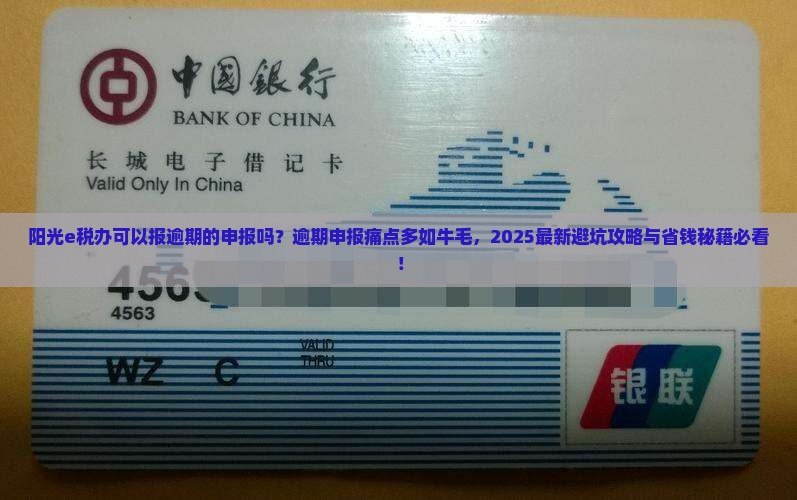 中国銀行
BANK OF CHINA
长城电子借记卡
Valid Only In China
阳光e税办可以报逾期的申报吗？逾期申报痛点多如牛毛，2025最新避坑攻略与省钱秘籍必看
！
4563
4563
VALID
THRU
WZ C
银联